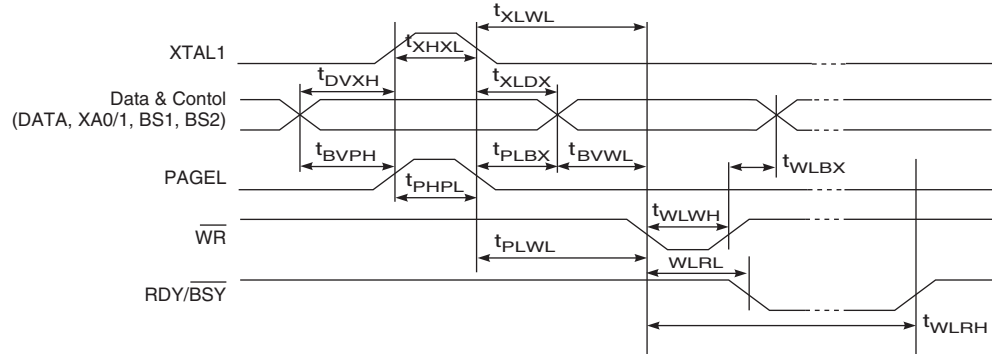 tXLWL
XTAL1
tXHXL
tDVXH
tXLDX
Data & Contol
(DATA, XA0/1, BS1, BS2)
tBVPH
tPLBX
tBVWL
tWLBX
PAGEL
tPHPL
tWLWH
WR
tPLWL
WLRL
RDY/BSY
tWLRH